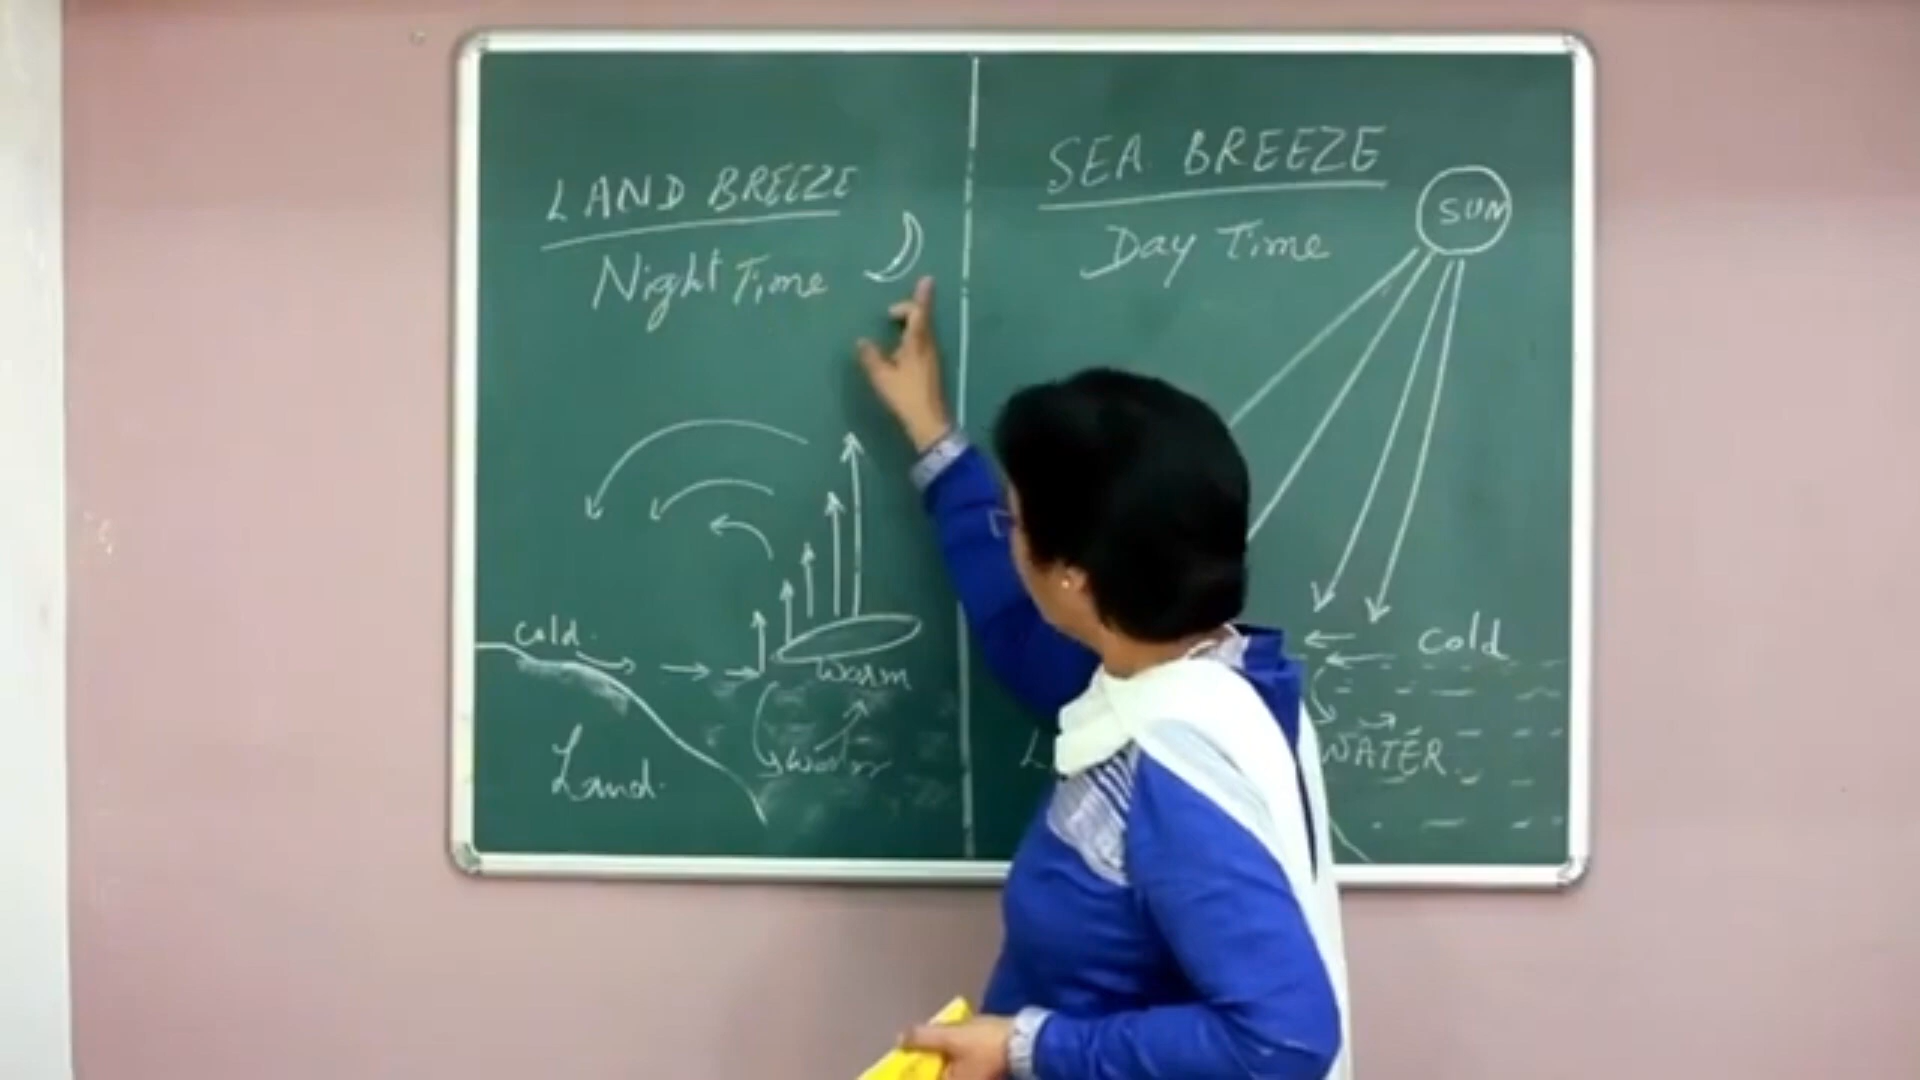 LAND BREEZE
Night Time
cold.
warm
water
Land.
SEA BREEZE
SUN
Day Time
cold
WATER